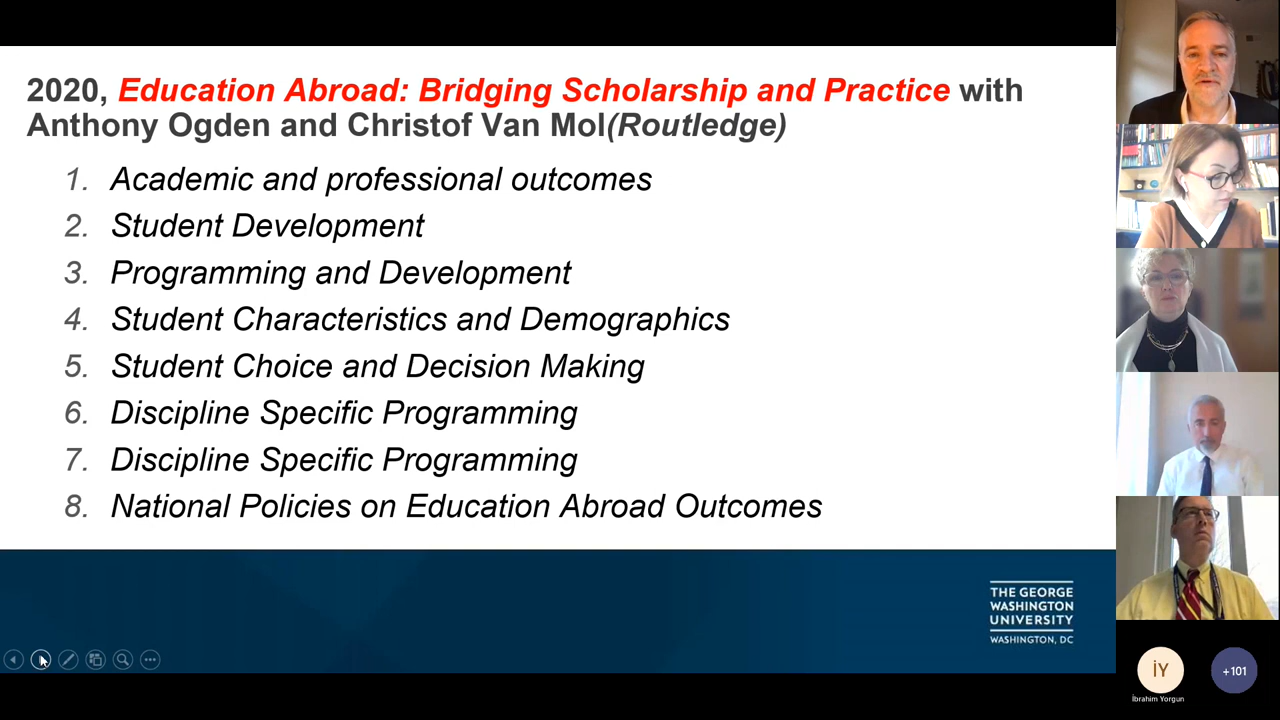 2020, Education Abroad: Bridging Scholarship and Practice with
Anthony Ogden and Christof Van Mol(Routledge)
1. Academic and professional outcomes
2. Student Development
3. Programming and Development
4. Student Characteristics and Demographics
5. Student Choice and Decision Making
6. Discipline Specific Programming
7. Discipline Specific Programming
8. National Policies on Education Abroad Outcomes
THE GEORGE
WASHINGTON
UNIVERSITY
WASHINGTON, DC
İY
+101
İbrahim Yorgun